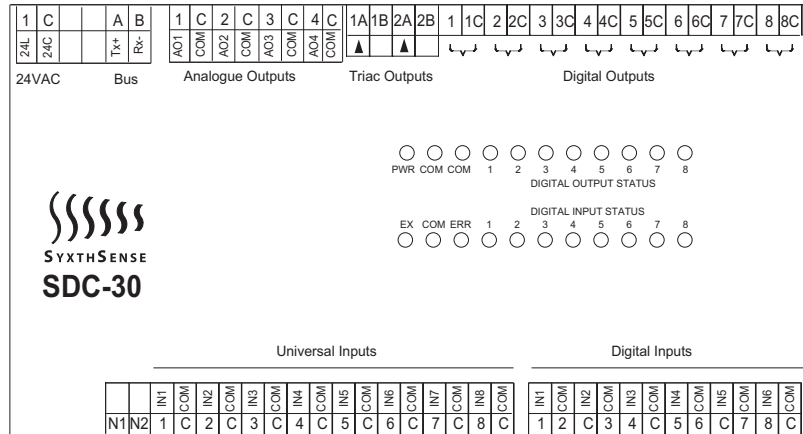 1 C A B 1 C 2 C 3 C 4 C 1A 1B 2A 2B 1 1C 2 2C 3 3C 4 4C 5 5C 6 6C 7 7C 8 8C
24L 24C Tx+ Rx- AO1 COM AO2 COM AO3 COM AO4 COM
24VAC Bus Analogue Outputs Triac Outputs Digital Outputs
PWR COM COM 1 2 3 4 5 6 7 8
DIGITAL OUTPUT STATUS
DIGITAL INPUT STATUS
EX COM ERR 1 2 3 4 5 6 7 8
SYXTHSENSE
SDC-30
Universal Inputs Digital Inputs
IN1 COM IN2 COM IN3 COM IN4 COM IN5 COM IN6 COM IN7 COM IN8 COM IN1 COM IN2 COM IN3 COM IN4 COM IN5 COM IN6 COM
N1 N2 1 C 2 C 3 C 4 C 5 C 6 C 7 C 8 C 1 2 C 3 4 C 5 6 C 7 8 C